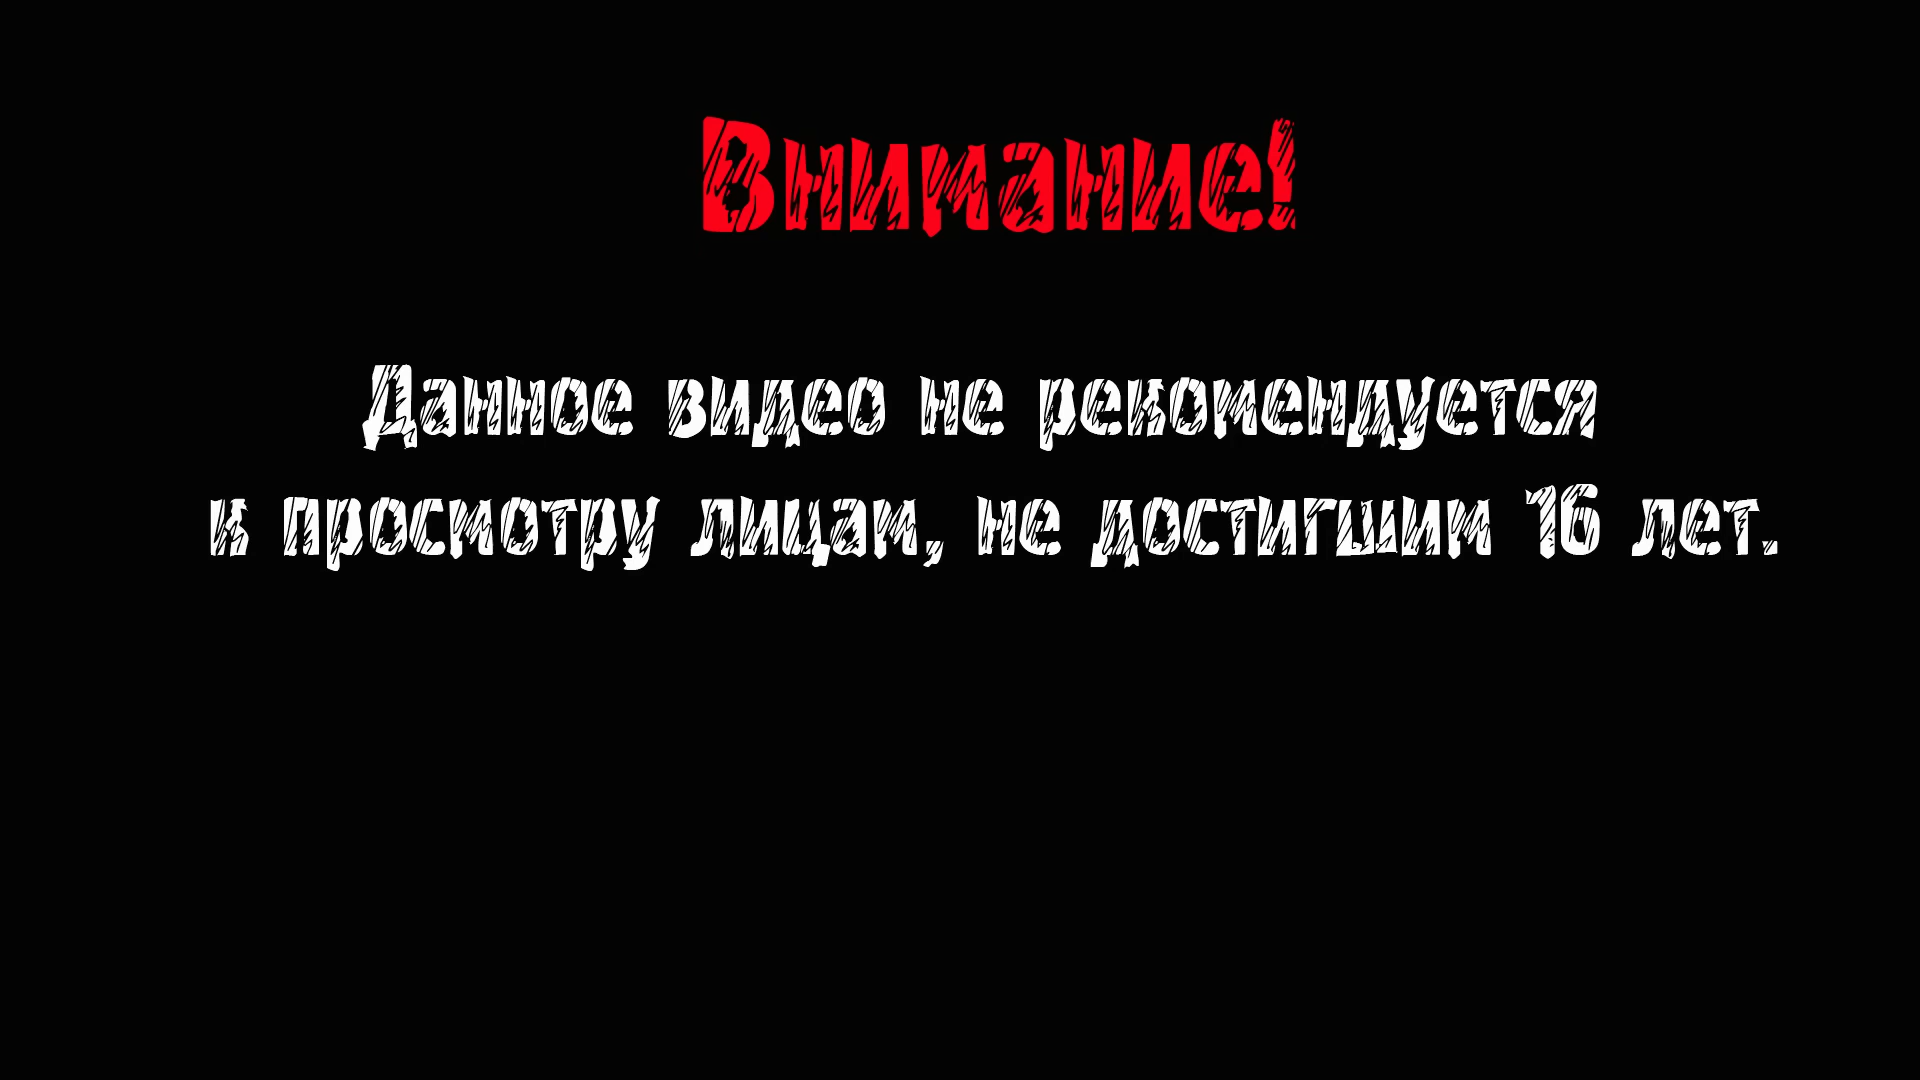 Внимание!
Данное видео не рекомендуется
к просмотру лицам, не достигшим 16 лет.